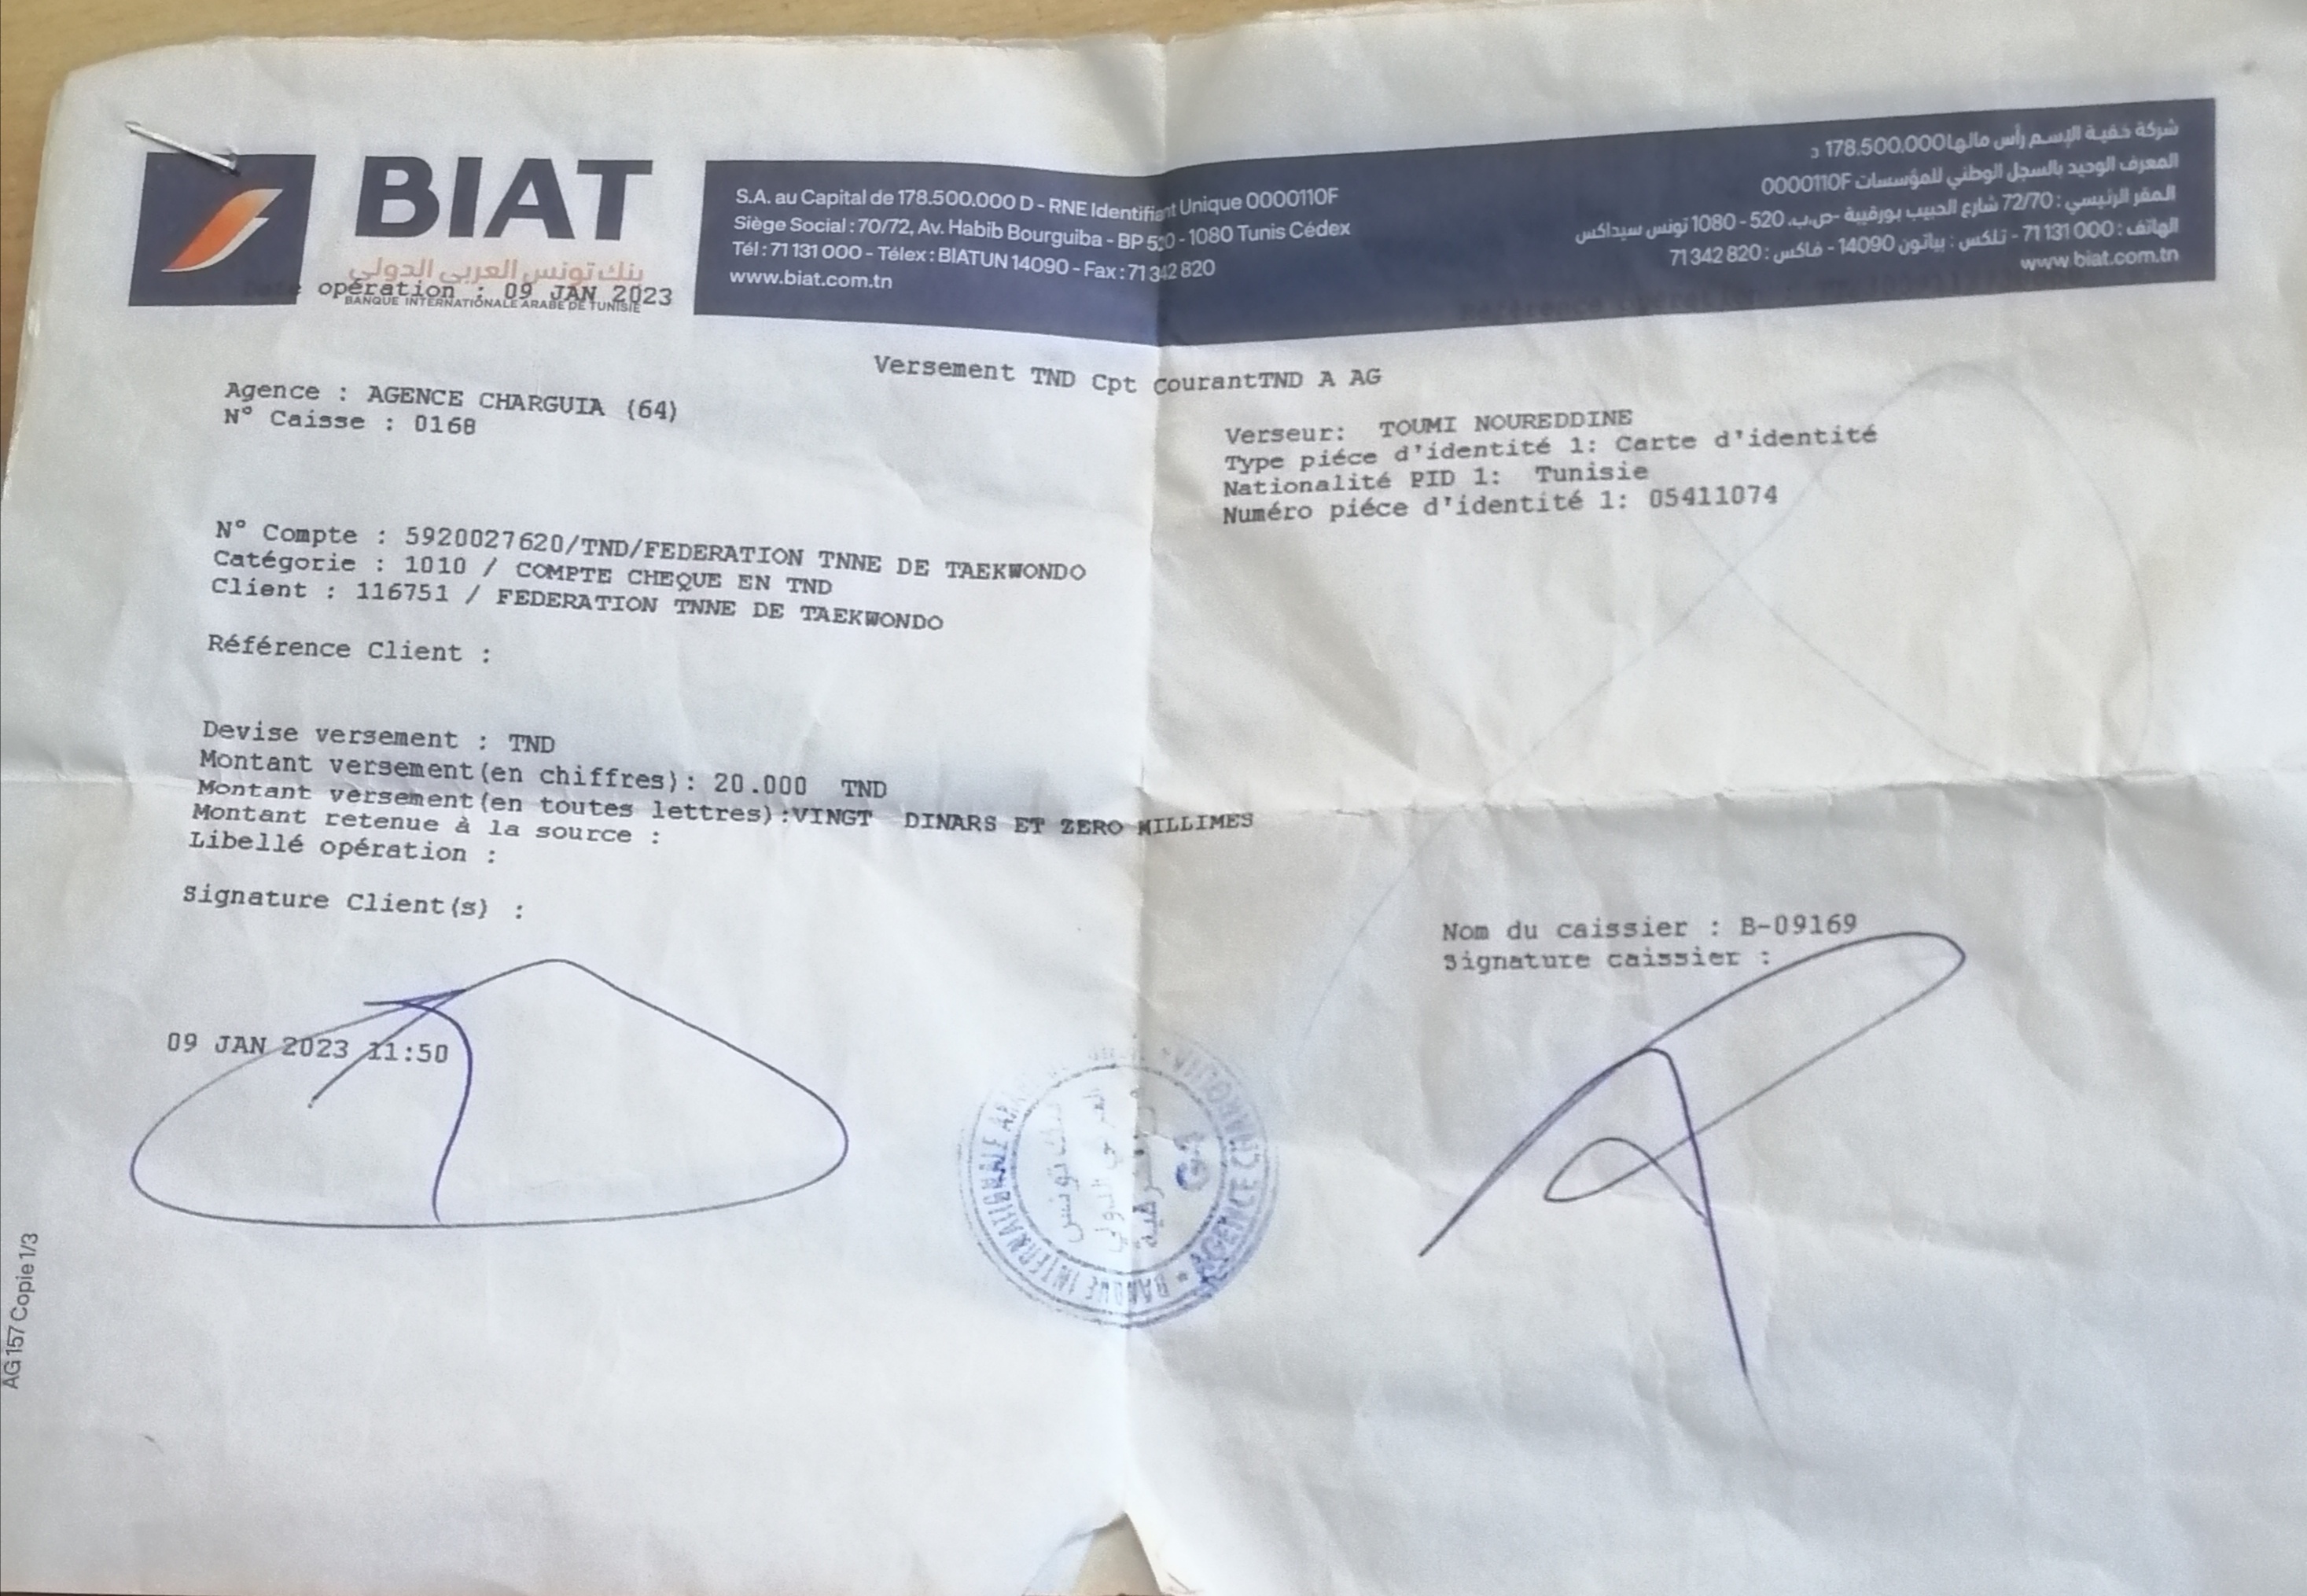 BIAT
بنك تونس العربي الدولي
BANQUE INTERNATIONALE ARABE DE TUNISIE
opération : 09 JAN 2023
S.A. au Capital de 178.500.000 D - RNE Identifiant Unique 0000110F
Siège Social : 70/72, Av. Habib Bourguiba - BP 520 - 1080 Tunis Cédex
Tél : 71 131 000 - Télex : BIATUN 14090 - Fax : 71 342 820
www.biat.com.tn
شركة خفية الإسم رأس مالها 178.500.000 د
المعرف الوحيد بالسجل الوطني للمؤسسات 0000110F
المقر الرئيسي : 72/70 شارع الحبيب بورقيبة -ص.ب. 520 - 1080 تونس سيداكس
الهاتف : 71 131 000 - تلكس : بياتون 14090 - فاكس : 71 342 820
www biat.com.tn
Versement TND Cpt CourantTND A AG
Agence : AGENCE CHARGUIA (64)
N° Caisse : 0168
Verseur: TOUMI NOUREDDINE
Type piéce d'identité 1: Carte d'identité
Nationalité PID 1: Tunisie
Numéro piéce d'identité 1: 05411074
N° Compte : 5920027620/TND/FEDERATION TNNE DE TAEKWONDO
Catégorie : 1010 / COMPTE CHEQUE EN TND
Client : 116751 / FEDERATION TNNE DE TAEKWONDO
Référence Client :
Devise versement : TND
Montant versement(en chiffres): 20.000 TND
Montant versement(en toutes lettres):VINGT DINARS ET ZERO MILLIMES
Montant retenue à la source :
Libellé opération :
Signature Client(s) :
Nom du caissier : B-09169
Signature caissier :
09 JAN 2023 11:50
BANQUE INTERNATIONALE
AGENCE CHARGUIA
بنك تونس
العربي الدولي
64
AG 157 Copie 1/3